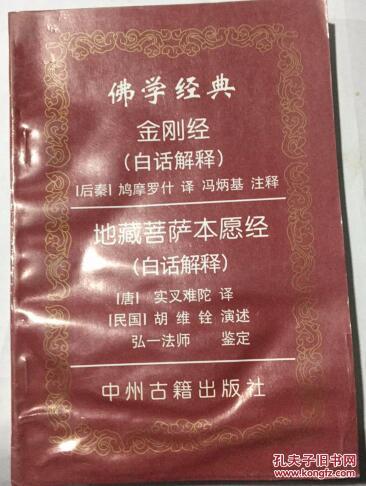 佛学经典
金刚经
(白话解释)
[后秦] 鸠摩罗什 译 冯炳基 注释
地藏菩萨本愿经
(白话解释)
[唐] 实叉难陀 译
[民国] 胡维铨 演述
弘一法师 鉴定
中州古籍出版社
孔夫子旧书网